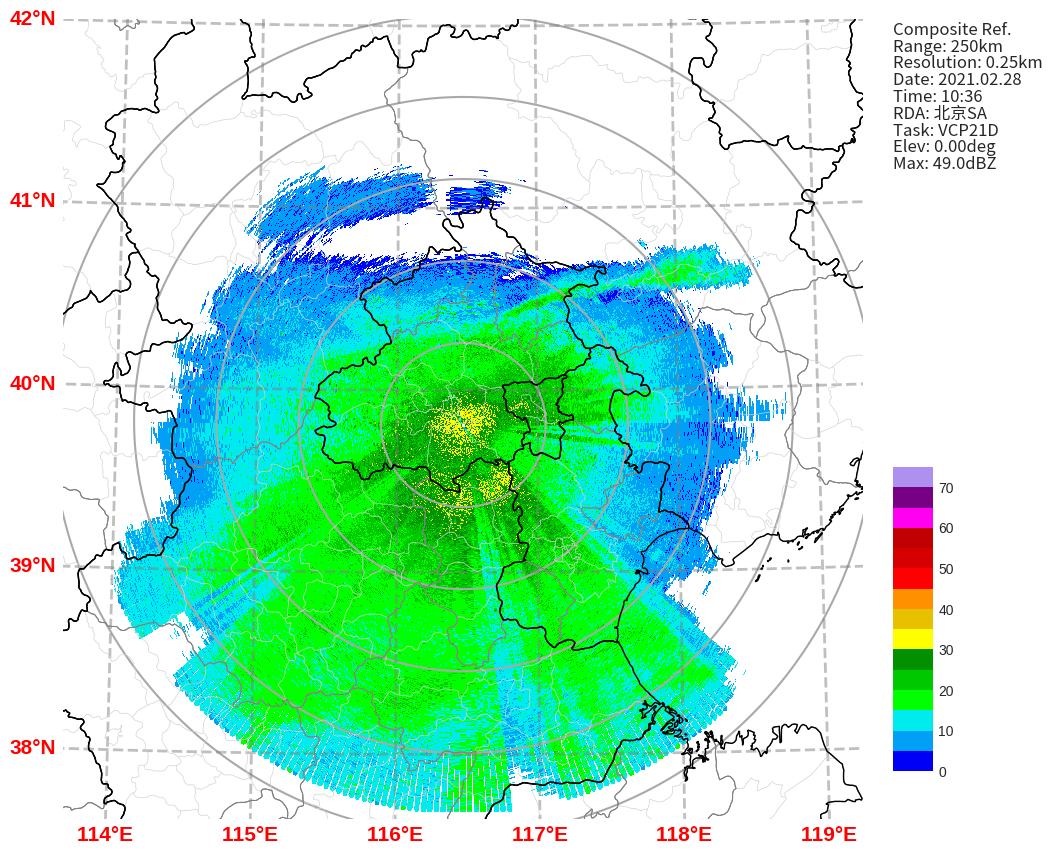 42°N
41°N
40°N
39°N
38°N
114°E
115°E
116°E
117°E
118°E
119°E
Composite Ref.
Range: 250km
Resolution: 0.25km
Date: 2021.02.28
Time: 10:36
RDA: 北京SA
Task: VCP21D
Elev: 0.00deg
Max: 49.0dBZ
70
60
50
40
30
20
10
0